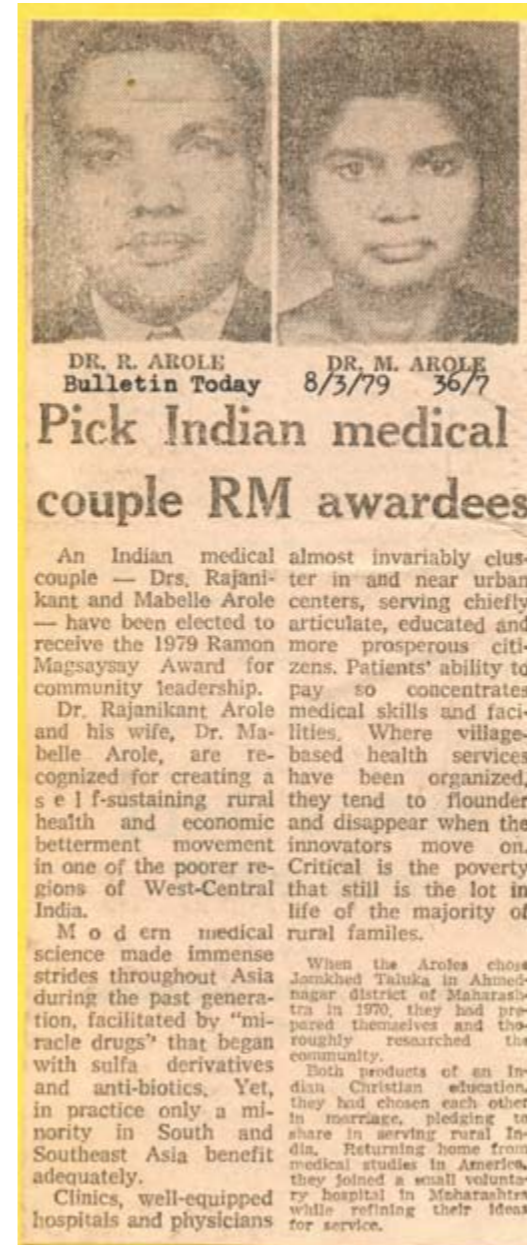 DR. R. AROLE
DR. M. AROLE
Bulletin Today 8/3/79 36/7
Pick Indian medical
couple RM awardees
An Indian medical
couple — Drs. Rajani-
kant and Mabelle Arole
— have been elected to
receive the 1979 Ramon
Magsaysay Award for
community leadership.
Dr. Rajanikant Arole
and his wife, Dr. Ma-
belle Arole, are re-
cognized for creating a
s e l f-sustaining rural
health and economic
betterment movement
in one of the poorer re-
gions of West-Central
India.
M o d ern medical
science made immense
strides throughout Asia
during the past genera-
tion, facilitated by "mi-
racle drugs" that began
with sulfa derivatives
and anti-biotics. Yet,
in practice only a mi-
nority in South and
Southeast Asia benefit
adequately.
Clinics, well-equipped
hospitals and physicians
almost invariably clus-
ter in and near urban
centers, serving chiefly
articulate, educated and
more prosperous citi-
zens. Patients' ability to
pay so concentrates
medical skills and faci-
lities. Where village-
based health services
have been organized,
they tend to flounder
and disappear when the
innovators move on.
Critical is the poverty
that still is the lot in
life of the majority of
rural familes.
When the Aroles chose
Jamkhed Taluka in Ahmed-
nagar district of Maharash-
tra in 1970, they had pre-
pared themselves and tho-
roughly researched the
community.
Both products of an In-
dian Christian education,
they had chosen each other
in marriage, pledging to
share in serving rural In-
dia. Returning home from
medical studies in America,
they joined a small volunta-
ry hospital in Maharashtra
while refining their ideas
for service.